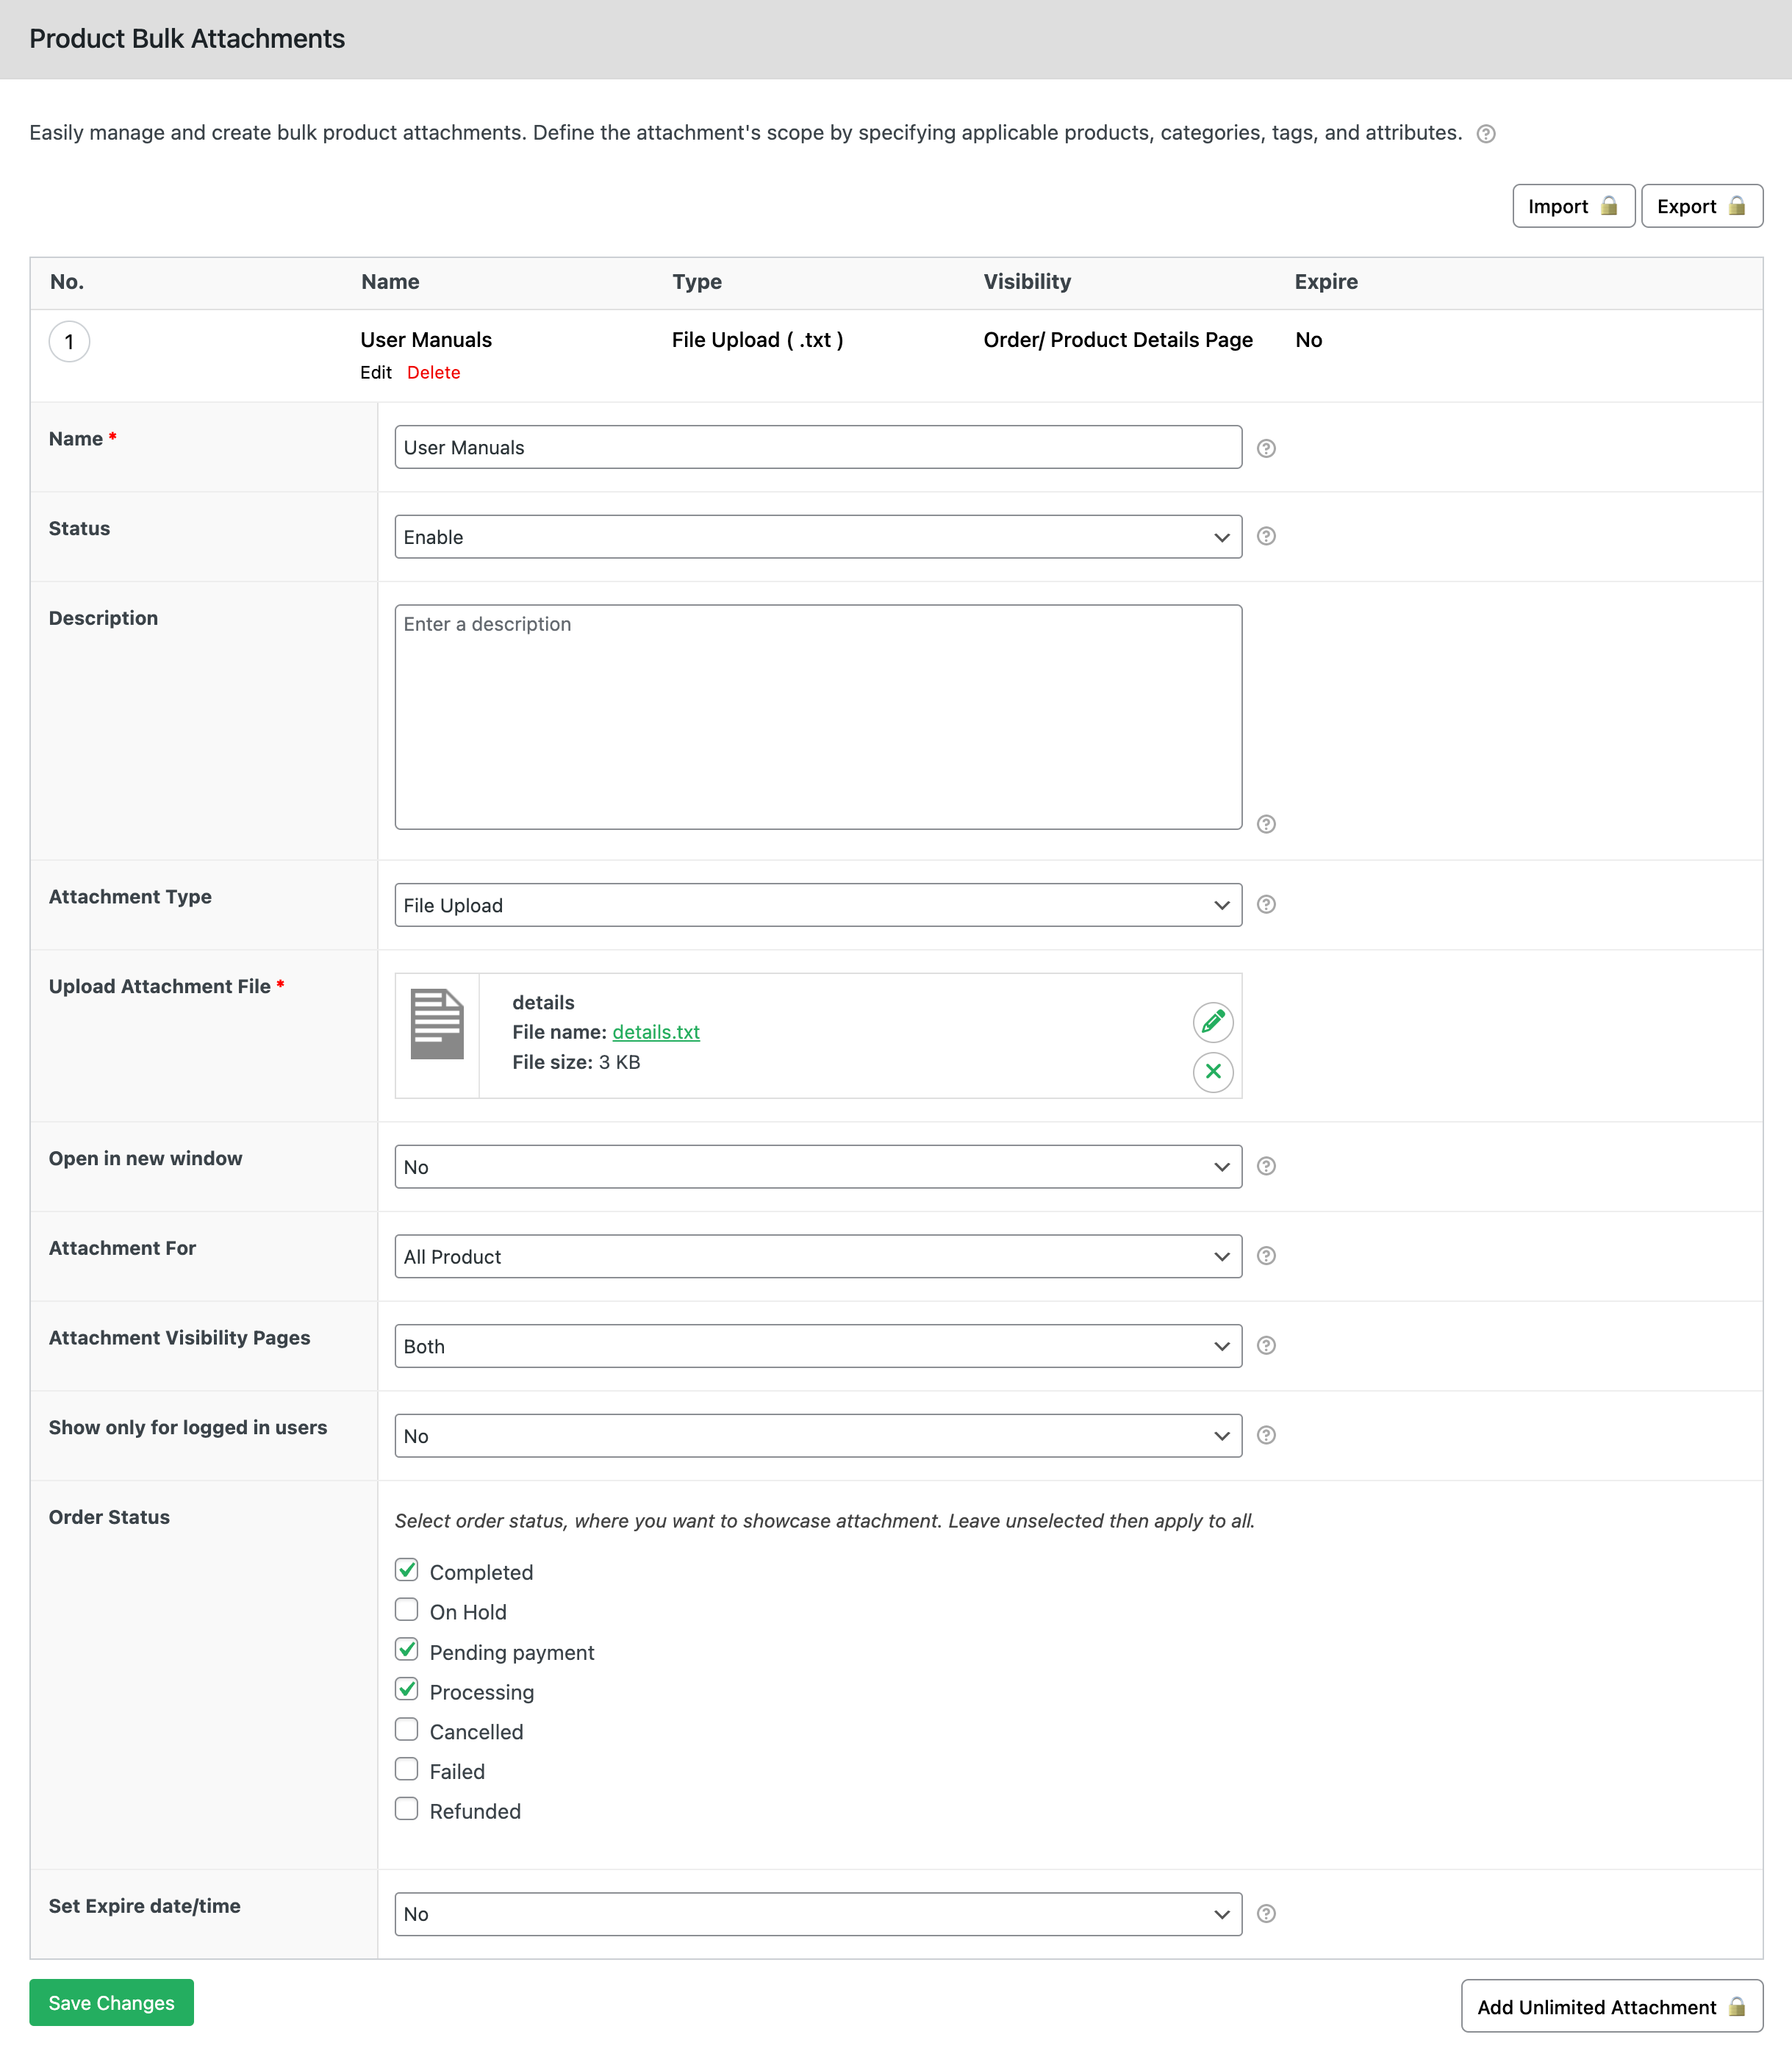 Product Bulk Attachments
Easily manage and create bulk product attachments. Define the attachment's scope by specifying applicable products, categories, tags, and attributes. ?
Import Export
No. Name Type Visibility Expire
1 User Manuals File Upload ( .txt ) Order/ Product Details Page No
Edit Delete
Name * User Manuals ?
Status Enable ?
Description Enter a description ?
Attachment Type File Upload ?
Upload Attachment File * details
File name: details.txt
File size: 3 KB
Open in new window No ?
Attachment For All Product ?
Attachment Visibility Pages Both ?
Show only for logged in users No ?
Order Status Select order status, where you want to showcase attachment. Leave unselected then apply to all.
Completed
On Hold
Pending payment
Processing
Cancelled
Failed
Refunded
Set Expire date/time No ?
Save Changes Add Unlimited Attachment